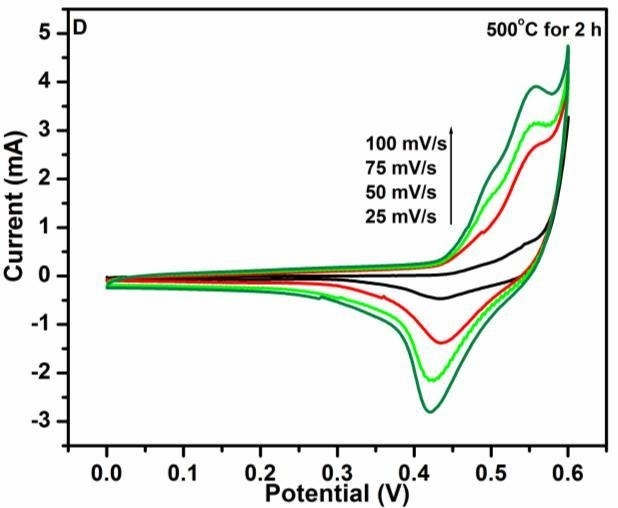 D
500°C for 2 h
100 mV/s
75 mV/s
50 mV/s
25 mV/s
Current (mA)
5
4
3
2
1
0
-1
-2
-3
0.0 0.1 0.2 0.3 0.4 0.5 0.6
Potential (V)